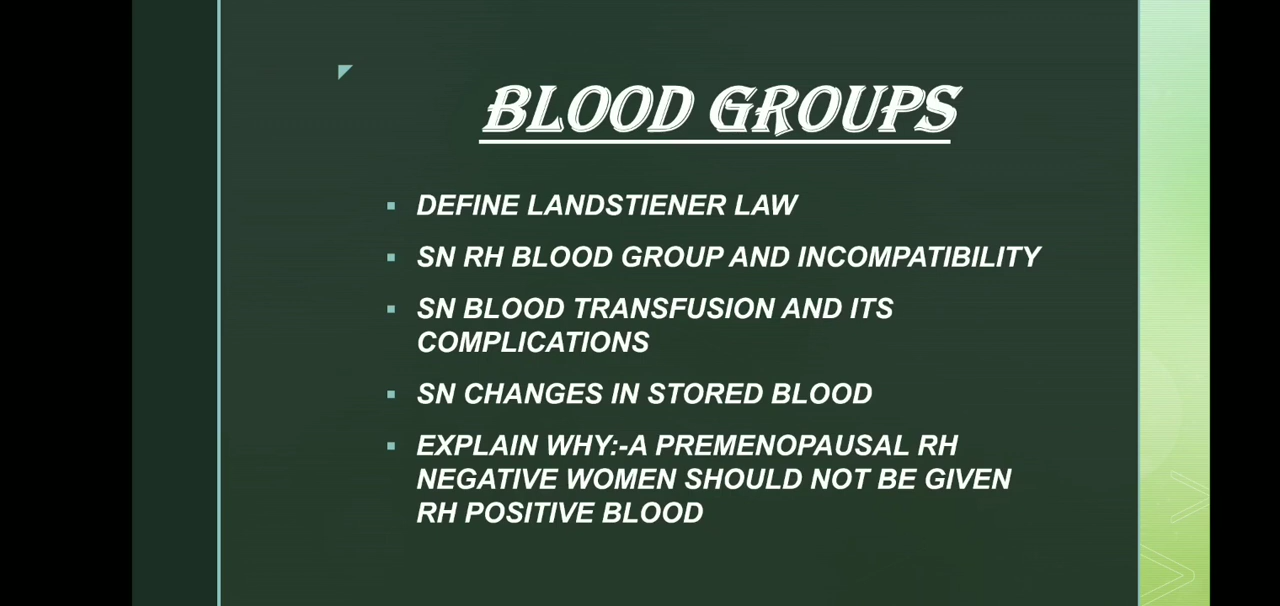 BLOOD GROUPS
▪ DEFINE LANDSTIENER LAW
▪ SN RH BLOOD GROUP AND INCOMPATIBILITY
▪ SN BLOOD TRANSFUSION AND ITS
COMPLICATIONS
▪ SN CHANGES IN STORED BLOOD
▪ EXPLAIN WHY:-A PREMENOPAUSAL RH
NEGATIVE WOMEN SHOULD NOT BE GIVEN
RH POSITIVE BLOOD